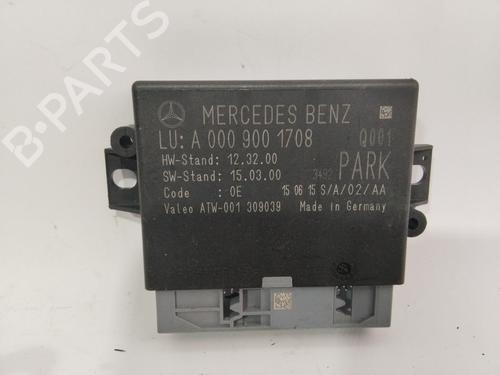 MERCEDES BENZ
LU: A 000 900 1708 Q001
HW-Stand: 12.32.00
SW-Stand: 15.03.00 3492 PARK
Code : 0E 15 06 15 S/A/02/AA
Valeo ATW-001 309039 Made in Germany
B-PARTS